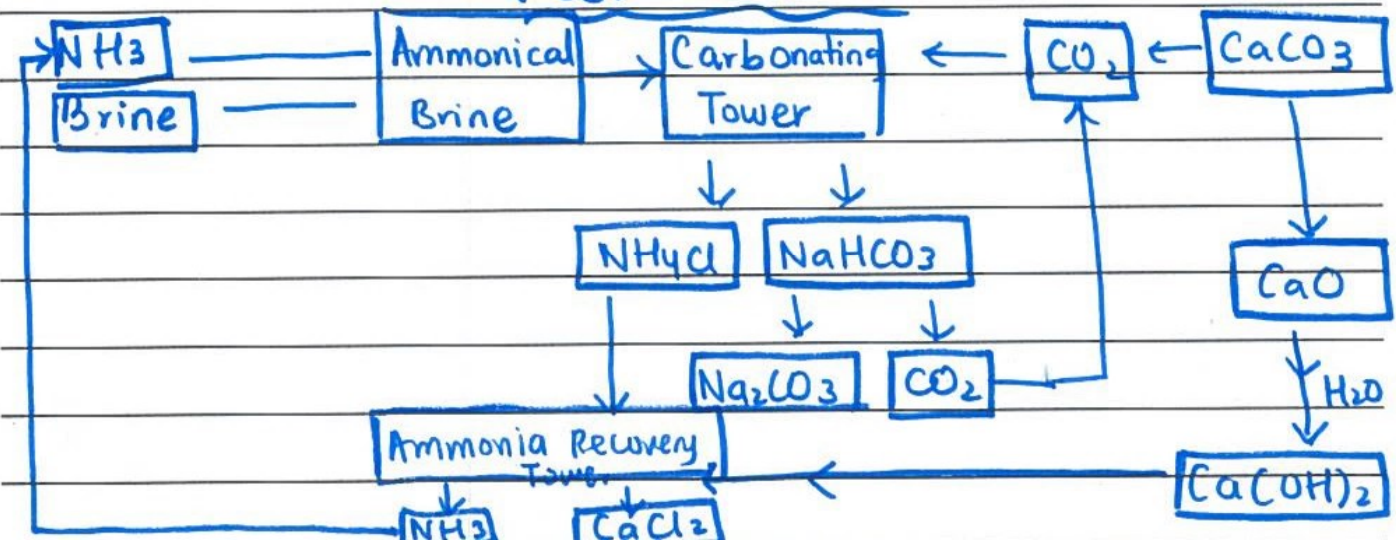 NH3
Brine
Ammonical
Brine
Carbonating
Tower
CO2
CaCO3
NH4Cl
NaHCO3
CaO
Na2CO3
CO2
H2O
Ammonia Recovery
Tower
Ca(OH)2
NH3
CaCl2